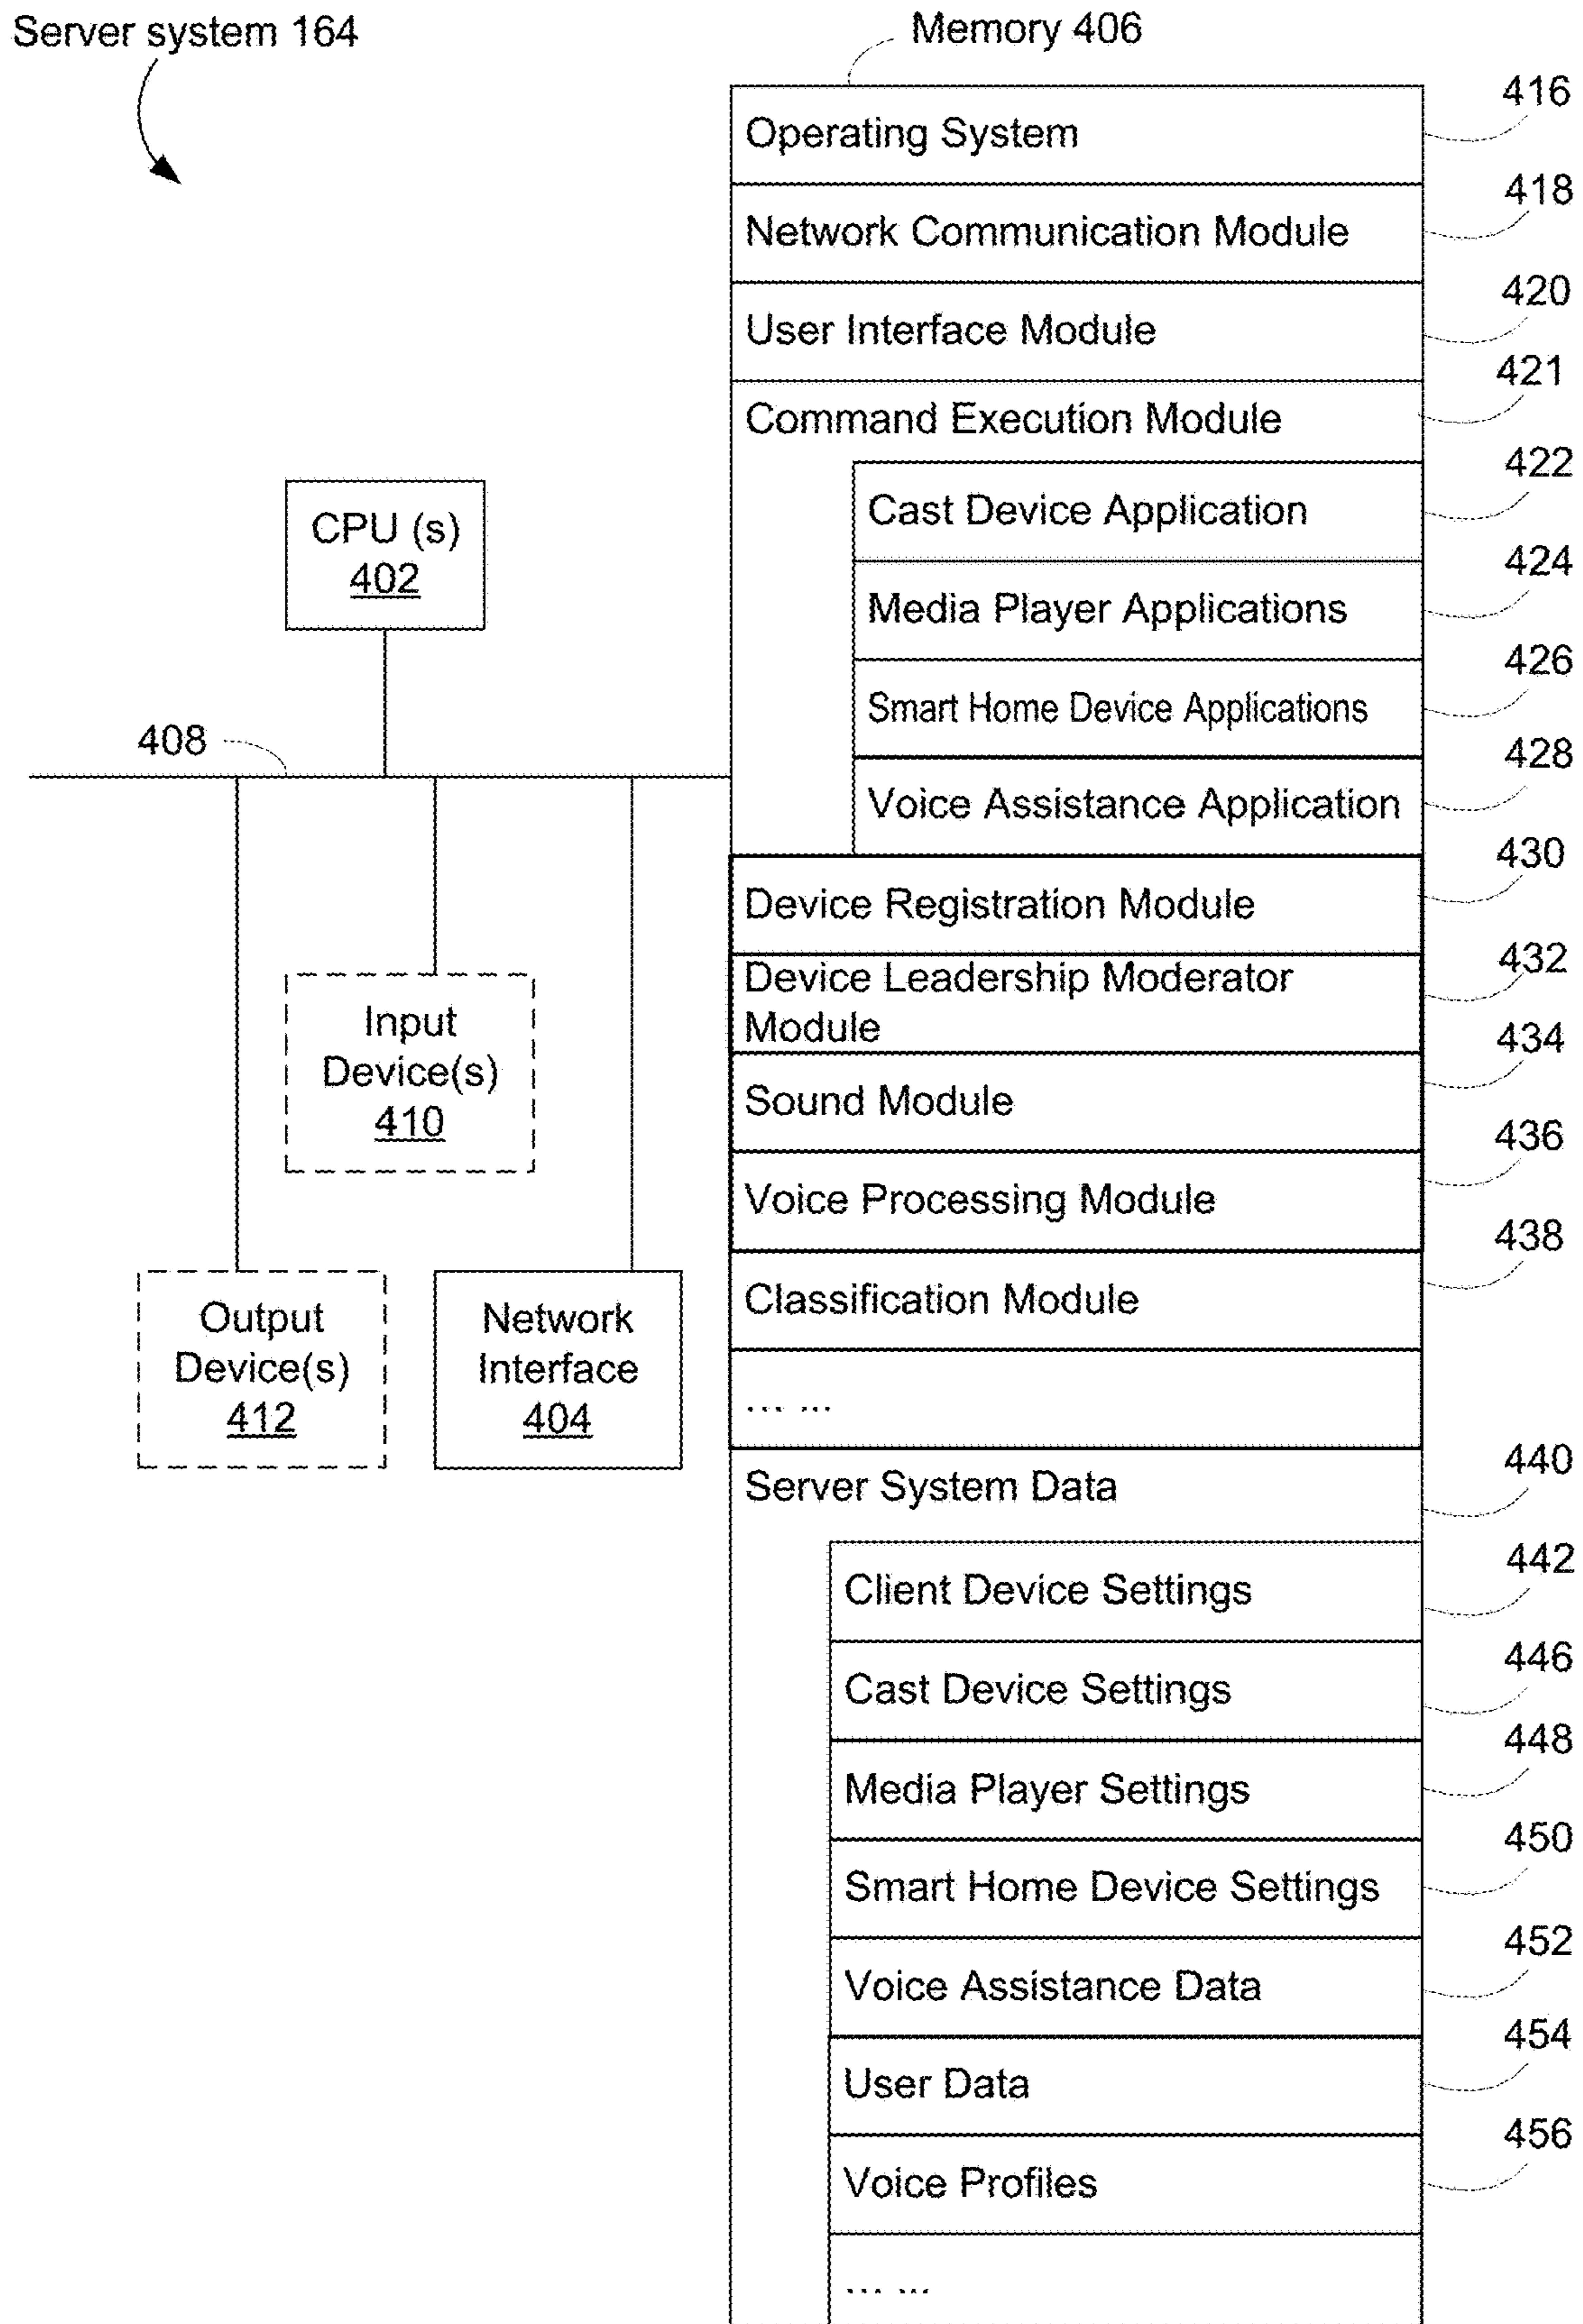 Server system 164
Memory 406
Operating System
416
Network Communication Module
418
User Interface Module
420
Command Execution Module
421
Cast Device Application
422
Media Player Applications
424
Smart Home Device Applications
426
Voice Assistance Application
428
CPU (s)
402
408
Input
Device(s)
410
Output
Device(s)
412
Network
Interface
404
Device Registration Module
430
Device Leadership Moderator
Module
432
Sound Module
434
Voice Processing Module
436
Classification Module
438
... ...
Server System Data
440
Client Device Settings
442
Cast Device Settings
446
Media Player Settings
448
Smart Home Device Settings
450
Voice Assistance Data
452
User Data
454
Voice Profiles
456
... ...